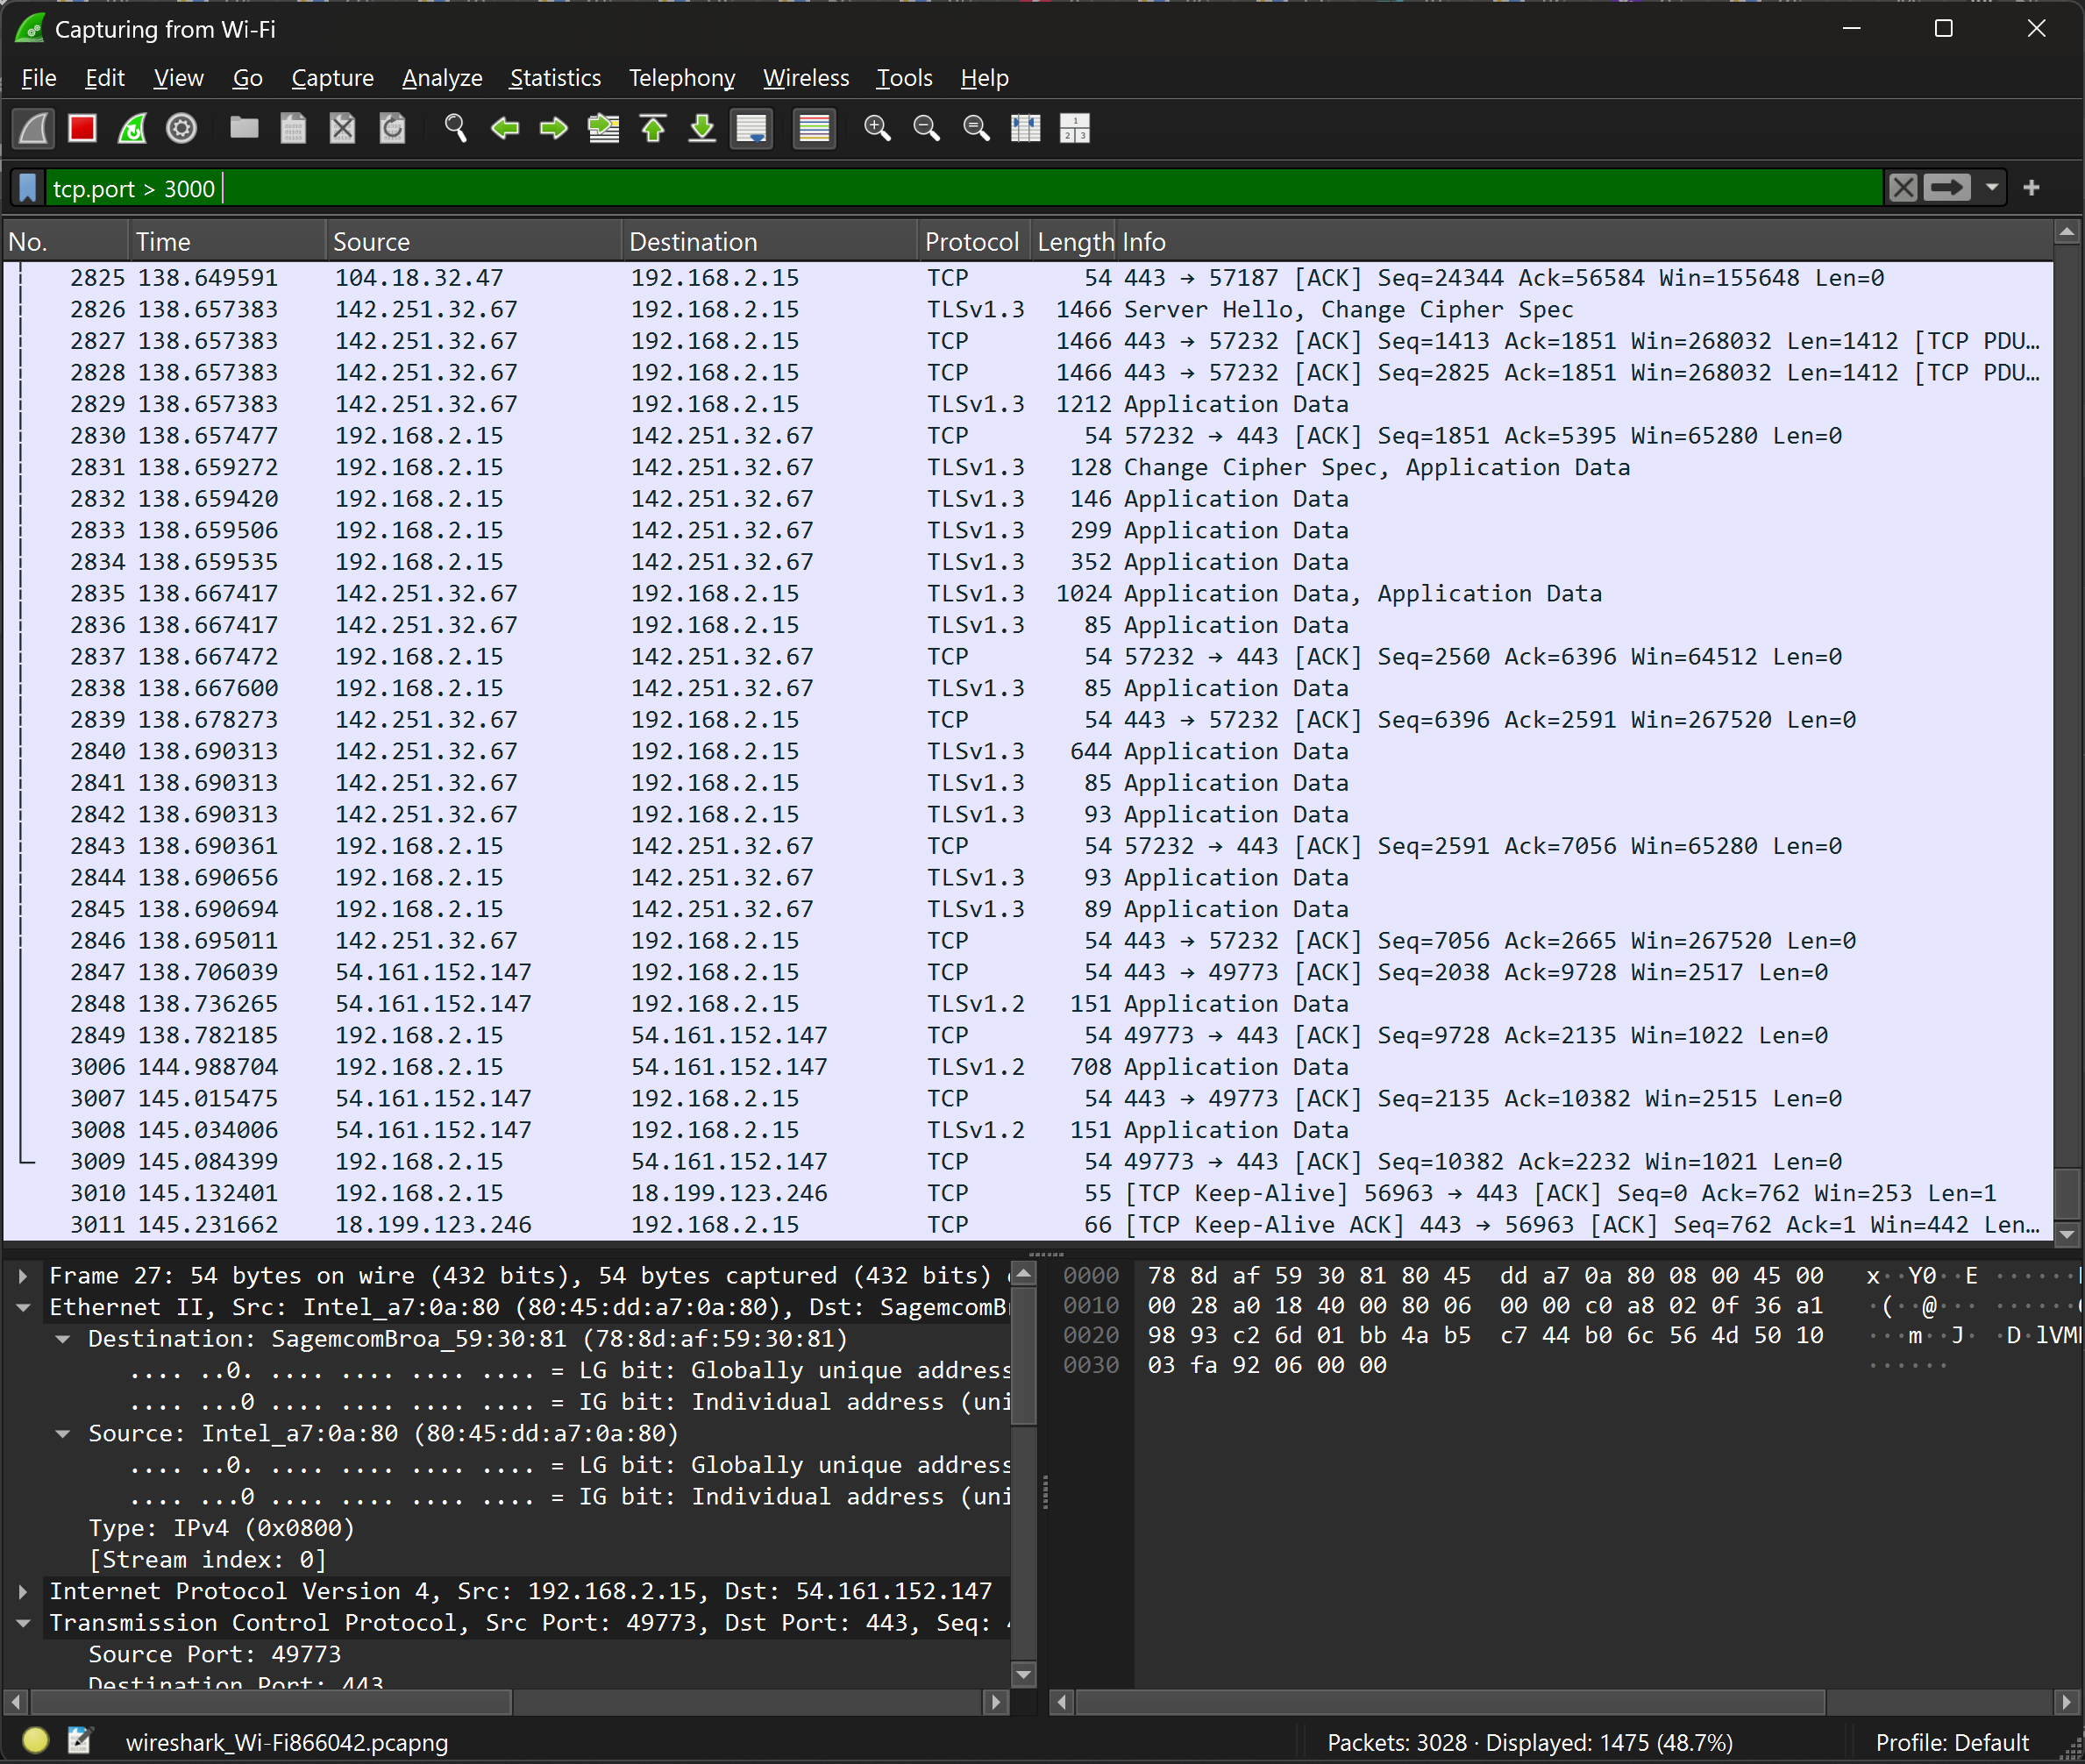 Capturing from Wi-Fi
File Edit View Go Capture Analyze Statistics Telephony Wireless Tools Help
tcp.port > 3000
No. Time Source Destination Protocol Length Info
2825 138.649591 104.18.32.47 192.168.2.15 TCP 54 443 → 57187 [ACK] Seq=24344 Ack=56584 Win=155648 Len=0
2826 138.657383 142.251.32.67 192.168.2.15 TLSv1.3 1466 Server Hello, Change Cipher Spec
2827 138.657383 142.251.32.67 192.168.2.15 TCP 1466 443 → 57232 [ACK] Seq=1413 Ack=1851 Win=268032 Len=1412 [TCP PDU…
2828 138.657383 142.251.32.67 192.168.2.15 TCP 1466 443 → 57232 [ACK] Seq=2825 Ack=1851 Win=268032 Len=1412 [TCP PDU…
2829 138.657383 142.251.32.67 192.168.2.15 TLSv1.3 1212 Application Data
2830 138.657477 192.168.2.15 142.251.32.67 TCP 54 57232 → 443 [ACK] Seq=1851 Ack=5395 Win=65280 Len=0
2831 138.659272 192.168.2.15 142.251.32.67 TLSv1.3 128 Change Cipher Spec, Application Data
2832 138.659420 192.168.2.15 142.251.32.67 TLSv1.3 146 Application Data
2833 138.659506 192.168.2.15 142.251.32.67 TLSv1.3 299 Application Data
2834 138.659535 192.168.2.15 142.251.32.67 TLSv1.3 352 Application Data
2835 138.667417 142.251.32.67 192.168.2.15 TLSv1.3 1024 Application Data, Application Data
2836 138.667417 142.251.32.67 192.168.2.15 TLSv1.3 85 Application Data
2837 138.667472 192.168.2.15 142.251.32.67 TCP 54 57232 → 443 [ACK] Seq=2560 Ack=6396 Win=64512 Len=0
2838 138.667600 192.168.2.15 142.251.32.67 TLSv1.3 85 Application Data
2839 138.678273 142.251.32.67 192.168.2.15 TCP 54 443 → 57232 [ACK] Seq=6396 Ack=2591 Win=267520 Len=0
2840 138.690313 142.251.32.67 192.168.2.15 TLSv1.3 644 Application Data
2841 138.690313 142.251.32.67 192.168.2.15 TLSv1.3 85 Application Data
2842 138.690313 142.251.32.67 192.168.2.15 TLSv1.3 93 Application Data
2843 138.690361 192.168.2.15 142.251.32.67 TCP 54 57232 → 443 [ACK] Seq=2591 Ack=7056 Win=65280 Len=0
2844 138.690656 192.168.2.15 142.251.32.67 TLSv1.3 93 Application Data
2845 138.690694 192.168.2.15 142.251.32.67 TLSv1.3 89 Application Data
2846 138.695011 142.251.32.67 192.168.2.15 TCP 54 443 → 57232 [ACK] Seq=7056 Ack=2665 Win=267520 Len=0
2847 138.706039 54.161.152.147 192.168.2.15 TCP 54 443 → 49773 [ACK] Seq=2038 Ack=9728 Win=2517 Len=0
2848 138.736265 54.161.152.147 192.168.2.15 TLSv1.2 151 Application Data
2849 138.782185 192.168.2.15 54.161.152.147 TCP 54 49773 → 443 [ACK] Seq=9728 Ack=2135 Win=1022 Len=0
3006 144.988704 192.168.2.15 54.161.152.147 TLSv1.2 708 Application Data
3007 145.015475 54.161.152.147 192.168.2.15 TCP 54 443 → 49773 [ACK] Seq=2135 Ack=10382 Win=2515 Len=0
3008 145.034006 54.161.152.147 192.168.2.15 TLSv1.2 151 Application Data
3009 145.084399 192.168.2.15 54.161.152.147 TCP 54 49773 → 443 [ACK] Seq=10382 Ack=2232 Win=1021 Len=0
3010 145.132401 192.168.2.15 18.199.123.246 TCP 55 [TCP Keep-Alive] 56963 → 443 [ACK] Seq=0 Ack=762 Win=253 Len=1
3011 145.231662 18.199.123.246 192.168.2.15 TCP 66 [TCP Keep-Alive ACK] 443 → 56963 [ACK] Seq=762 Ack=1 Win=442 Len…
Frame 27: 54 bytes on wire (432 bits), 54 bytes captured (432 bits)
Ethernet II, Src: Intel_a7:0a:80 (80:45:dd:a7:0a:80), Dst: SagemcomB
Destination: SagemcomBroa_59:30:81 (78:8d:af:59:30:81)
.... ..0. .... .... .... .... = LG bit: Globally unique address
.... ...0 .... .... .... .... = IG bit: Individual address (uni
Source: Intel_a7:0a:80 (80:45:dd:a7:0a:80)
.... ..0. .... .... .... .... = LG bit: Globally unique address
.... ...0 .... .... .... .... = IG bit: Individual address (uni
Type: IPv4 (0x0800)
[Stream index: 0]
Internet Protocol Version 4, Src: 192.168.2.15, Dst: 54.161.152.147
Transmission Control Protocol, Src Port: 49773, Dst Port: 443, Seq:
Source Port: 49773
Destination Port: 443
0000 78 8d af 59 30 81 80 45 dd a7 0a 80 08 00 45 00 x··Y0··E ······
0010 00 28 a0 18 40 00 80 06 00 00 c0 a8 02 0f 36 a1 ·(··@··· ······
0020 98 93 c2 6d 01 bb 4a b5 c7 44 b0 6c 56 4d 50 10 ···m··J· ·D·lVM
0030 03 fa 92 06 00 00 ······
wireshark_Wi-Fi866042.pcapng
Packets: 3028 · Displayed: 1475 (48.7%)
Profile: Default